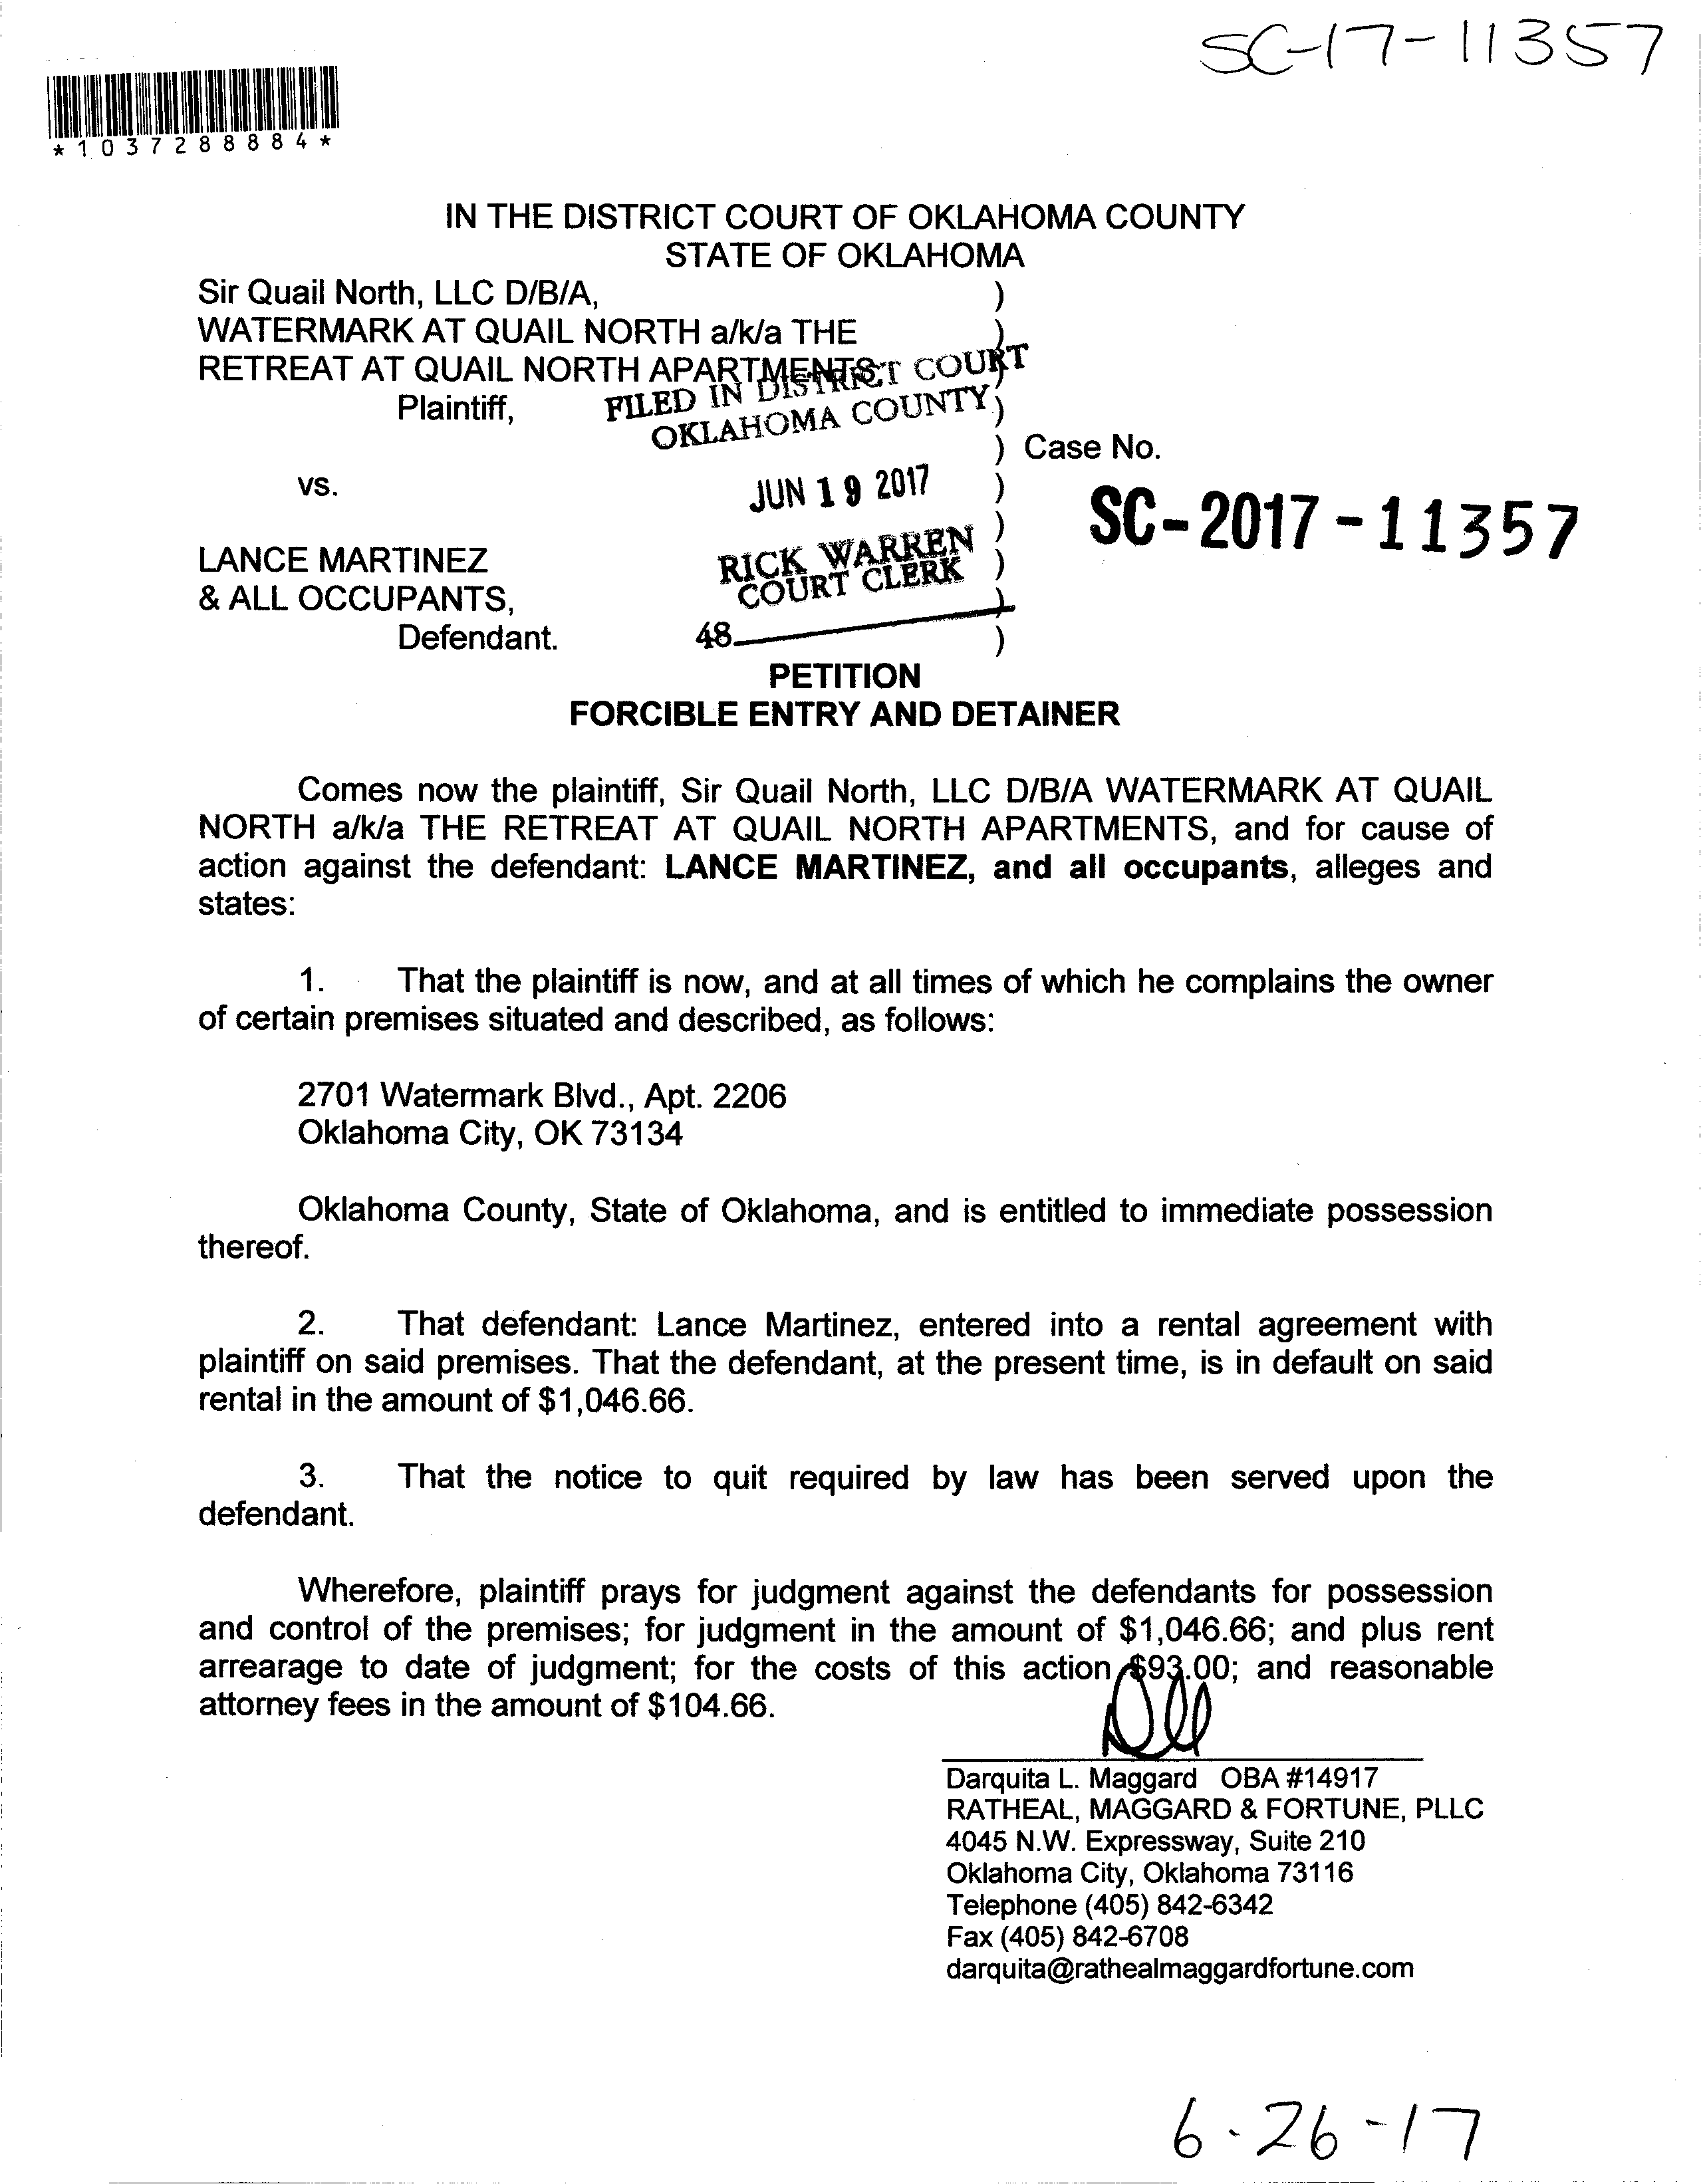 SC-17-11357
*1037288884*
IN THE DISTRICT COURT OF OKLAHOMA COUNTY
STATE OF OKLAHOMA
Sir Quail North, LLC D/B/A, )
WATERMARK AT QUAIL NORTH a/k/a THE )
RETREAT AT QUAIL NORTH APARTMENTS, )
FILED IN DISTRICT COURT
Plaintiff, )
OKLAHOMA COUNTY
) Case No.
vs. )
JUN 19 2017
SC-2017-11357
)
LANCE MARTINEZ )
RICK WARREN
COURT CLERK
& ALL OCCUPANTS, )
Defendant. )
48
PETITION
FORCIBLE ENTRY AND DETAINER
Comes now the plaintiff, Sir Quail North, LLC D/B/A WATERMARK AT QUAIL
NORTH a/k/a THE RETREAT AT QUAIL NORTH APARTMENTS, and for cause of
action against the defendant: LANCE MARTINEZ, and all occupants, alleges and
states:
1. That the plaintiff is now, and at all times of which he complains the owner
of certain premises situated and described, as follows:
2701 Watermark Blvd., Apt. 2206
Oklahoma City, OK 73134
Oklahoma County, State of Oklahoma, and is entitled to immediate possession
thereof.
2. That defendant: Lance Martinez, entered into a rental agreement with
plaintiff on said premises. That the defendant, at the present time, is in default on said
rental in the amount of $1,046.66.
3. That the notice to quit required by law has been served upon the
defendant.
Wherefore, plaintiff prays for judgment against the defendants for possession
and control of the premises; for judgment in the amount of $1,046.66; and plus rent
arrearage to date of judgment; for the costs of this action $93.00; and reasonable
attorney fees in the amount of $104.66.
Darquita L. Maggard OBA #14917
RATHEAL, MAGGARD & FORTUNE, PLLC
4045 N.W. Expressway, Suite 210
Oklahoma City, Oklahoma 73116
Telephone (405) 842-6342
Fax (405) 842-6708
darquita@rathealmaggardfortune.com
6-26-17